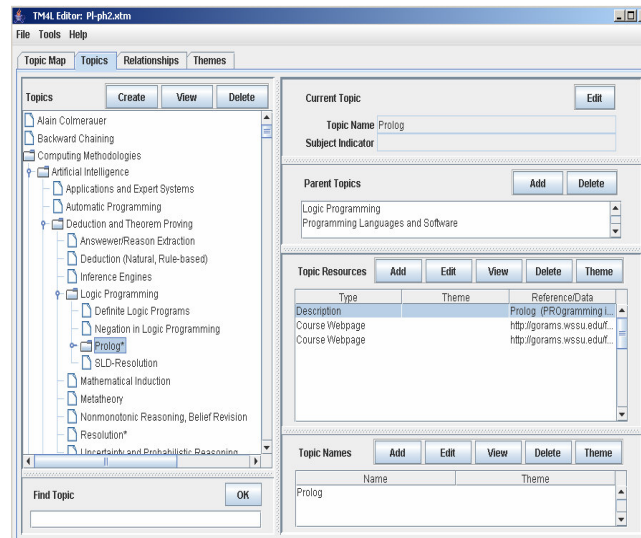 TM4L Editor: Pl-ph2.xtm
File Tools Help
Topic Map Topics Relationships Themes
Topics Create View Delete
Alain Colmerauer
Backward Chaining
Computing Methodologies
Artificial Intelligence
Applications and Expert Systems
Automatic Programming
Deduction and Theorem Proving
Answewer/Reason Extraction
Deduction (Natural, Rule-based)
Inference Engines
Logic Programming
Definite Logic Programs
Negation in Logic Programming
Prolog*
SLD-Resolution
Mathematical Induction
Metatheory
Nonmonotonic Reasoning, Belief Revision
Resolution*
Uncertainty and Probabilistic Reasoning
Find Topic OK
Current Topic Edit
Topic Name Prolog
Subject Indicator
Parent Topics Add Delete
Logic Programming
Programming Languages and Software
Topic Resources Add Edit View Delete Theme
Type Theme Reference/Data
Description Prolog (PROgramming i...
Course Webpage http://gorams.wssu.edu/f...
Course Webpage http://gorams.wssu.edu/f...
Topic Names Add Edit View Delete Theme
Name Theme
Prolog